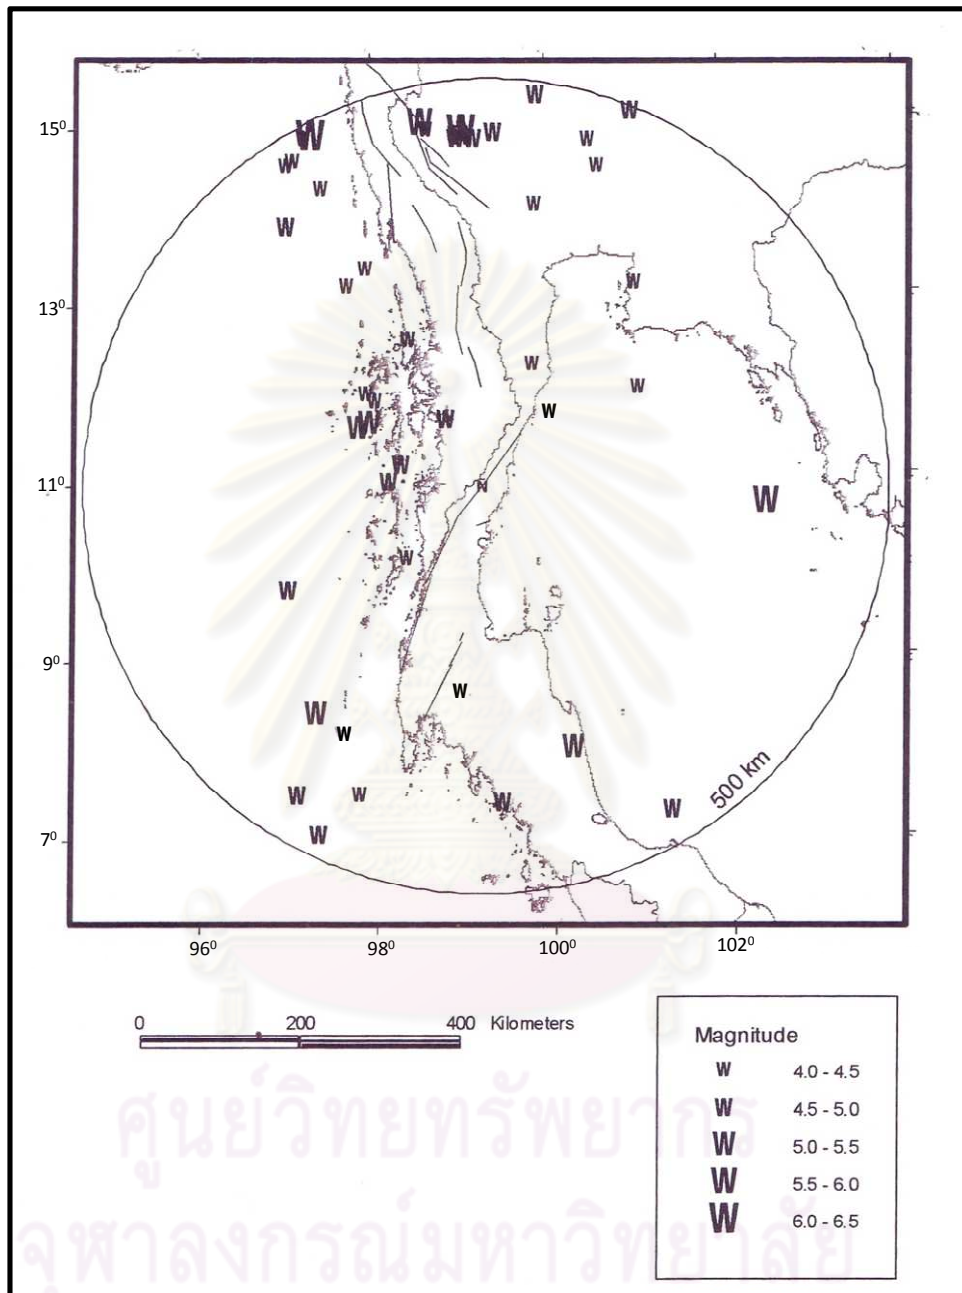 15⁰
13⁰
11⁰
9⁰
7⁰
N
500 km
96⁰ 98⁰ 100⁰ 102⁰
0 200 400 Kilometers
Magnitude
W 4.0 - 4.5
W 4.5 - 5.0
W 5.0 - 5.5
W 5.5 - 6.0
W 6.0 - 6.5
ศูนย์วิทยทรัพยากร
จุฬาลงกรณ์มหาวิทยาลัย